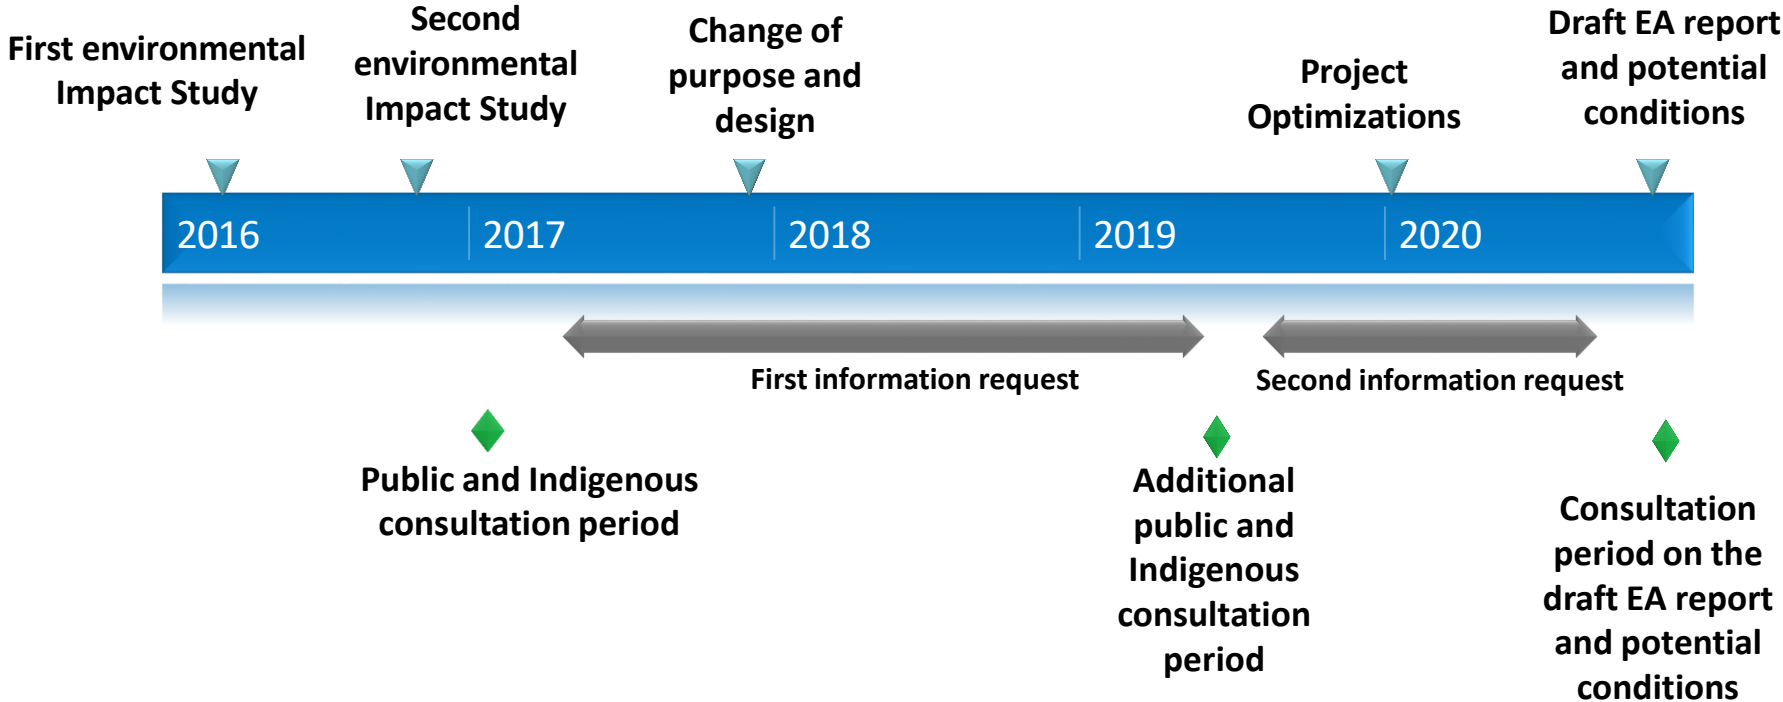 First environmental
Impact Study
Second
environmental
Impact Study
Change of
purpose and
design
Project
Optimizations
Draft EA report
and potential
conditions
2016
2017
2018
2019
2020
First information request
Second information request
Public and Indigenous
consultation period
Additional
public and
Indigenous
consultation
period
Consultation
period on the
draft EA report
and potential
conditions